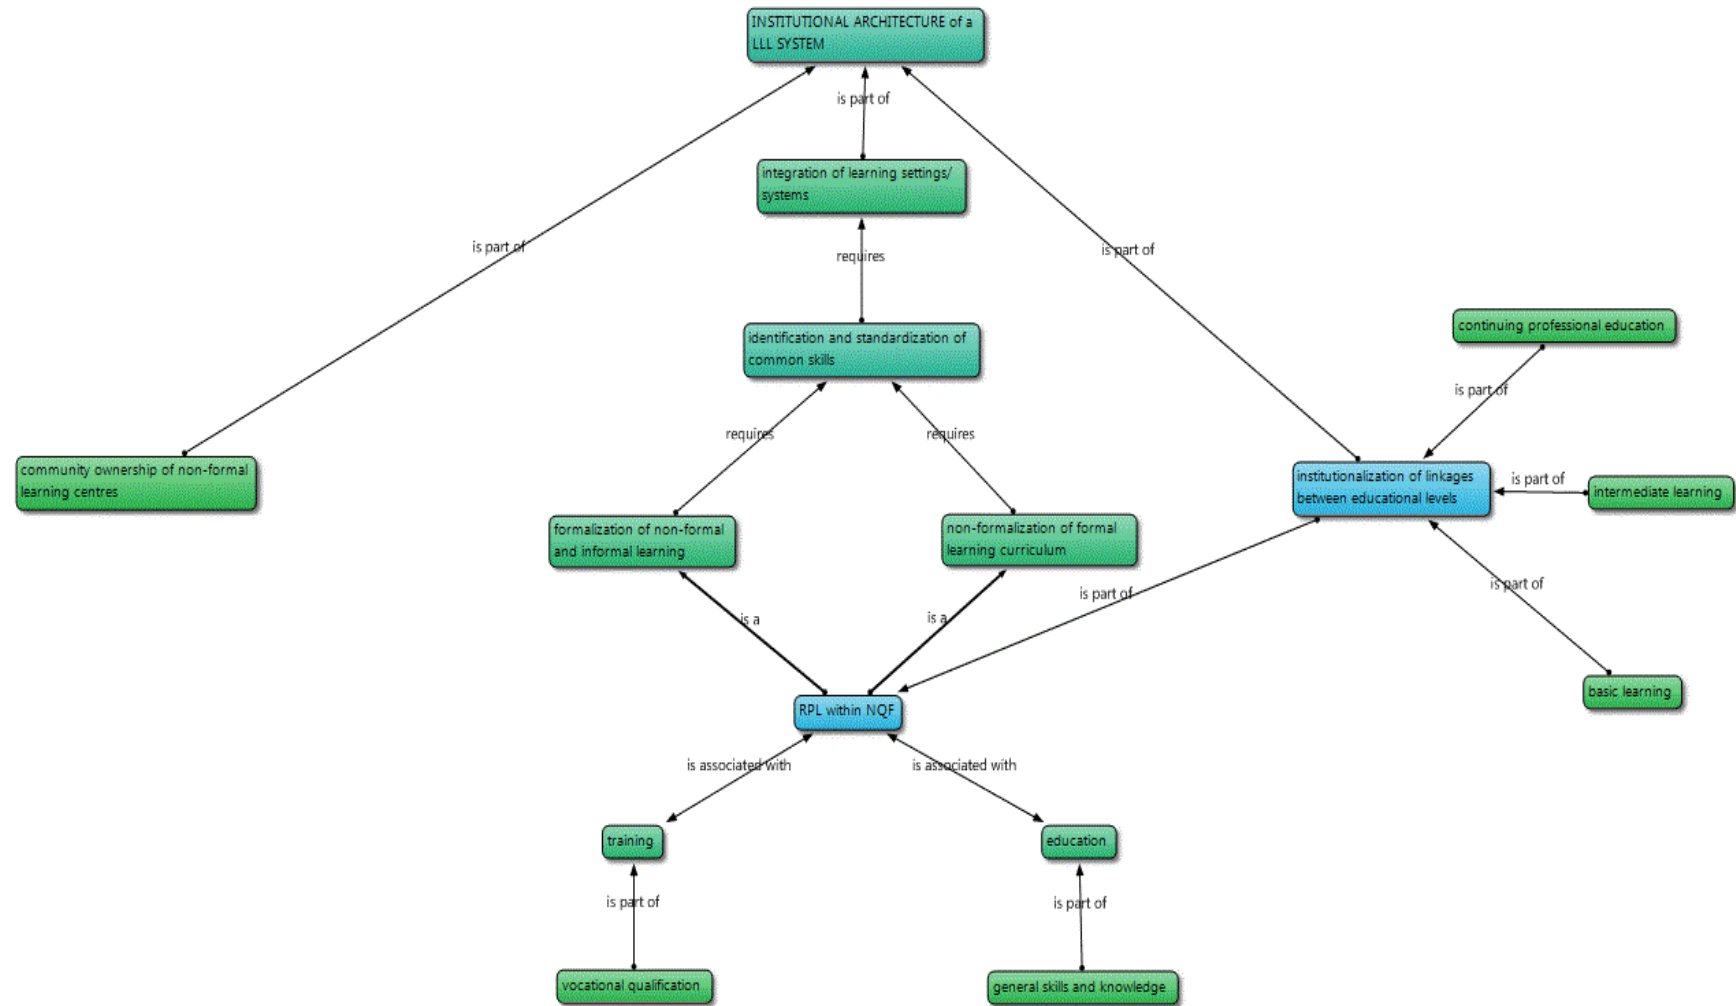 INSTITUTIONAL ARCHITECTURE of a
LLL SYSTEM
is part of
integration of learning settings/
systems
is part of
is part of
requires
continuing professional education
identification and standardization of
common skills
is part of
requires
requires
community ownership of non-formal
learning centres
institutionalization of linkages
between educational levels
is part of
intermediate learning
formalization of non-formal
and informal learning
non-formalization of formal
learning curriculum
is part of
is part of
is a
is a
basic learning
RPL within NQF
is associated with
is associated with
training
education
is part of
is part of
vocational qualification
general skills and knowledge